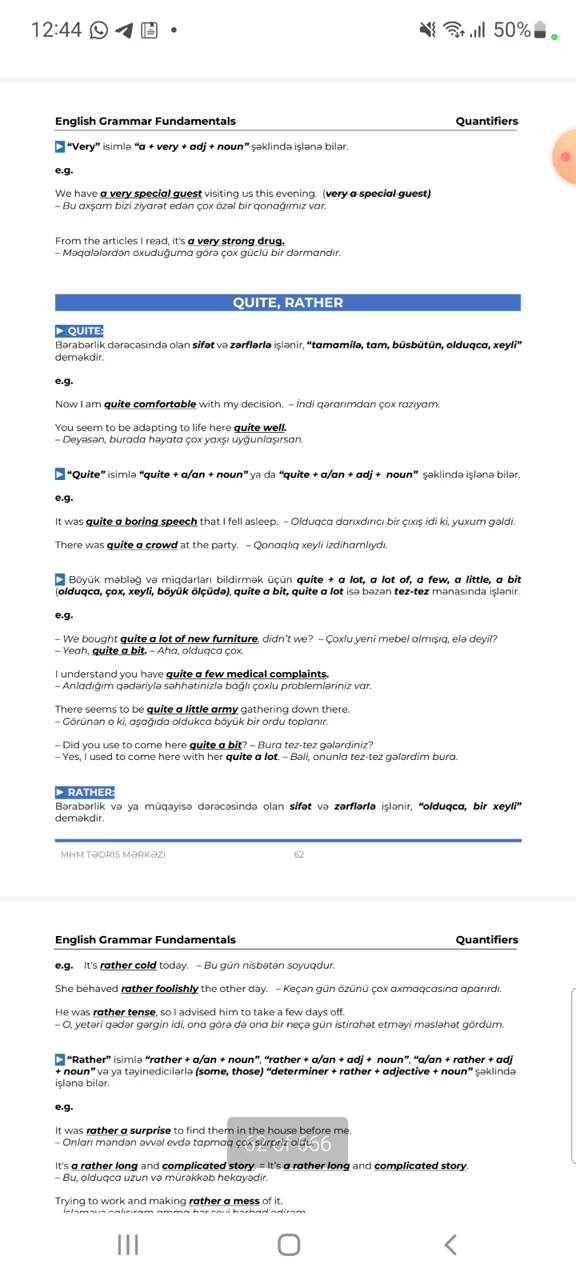 12:44 50%
English Grammar Fundamentals Quantifiers
► “Very” isimlə “a + very + adj + noun” şəklində işlənə bilər.
e.g.
We have a very special guest visiting us this evening. (very a special guest)
– Bu axşam bizi ziyarət edən çox özəl bir qonağımız var.
From the articles I read, it's a very strong drug.
– Məqalələrdən oxuduğuma görə çox güclü bir dərmandır.
QUITE, RATHER
► QUITE:
Bərabərlik dərəcəsində olan sifət və zərflərlə işlənir, “tamamilə, tam, büsbütün, olduqca, xeyli”
deməkdir.
e.g.
Now I am quite comfortable with my decision. – İndi qərarımdan çox razıyam.
You seem to be adapting to life here quite well.
– Deyəsən, burada həyata çox yaxşı uyğunlaşırsan.
► “Quite” isimlə “quite + a/an + noun” ya da “quite + a/an + adj + noun” şəklində işlənə bilər.
e.g.
It was quite a boring speech that I fell asleep. – Olduqca darıxdırıcı bir çıxış idi ki, yuxum gəldi.
There was quite a crowd at the party. – Qonaqlıq xeyli izdihamlıydı.
► Böyük məbləğ və miqdarları bildirmək üçün quite + a lot, a lot of, a few, a little, a bit
(olduqca, çox, xeyli, böyük ölçüdə), quite a bit, quite a lot isə bəzən tez-tez mənasında işlənir.
e.g.
– We bought quite a lot of new furniture, didn’t we? – Çoxlu yeni mebel almışıq, elə deyil?
– Yeah, quite a bit. – Aha, olduqca çox.
I understand you have quite a few medical complaints.
– Anladığım qədəriylə səhhətinizlə bağlı çoxlu problemləriniz var.
There seems to be quite a little army gathering down there.
– Görünən o ki, aşağıda oldukca böyük bir ordu toplanır.
– Did you use to come here quite a bit? – Bura tez-tez gələrdiniz?
– Yes, I used to come here with her quite a lot. – Bəli, onunla tez-tez gələrdim bura.
► RATHER:
Bərabərlik və ya müqayisə dərəcəsində olan sifət və zərflərlə işlənir, “olduqca, bir xeyli”
deməkdir.
MHM TƏDRİS MƏRKƏZİ 62
English Grammar Fundamentals Quantifiers
e.g. It's rather cold today. – Bu gün nisbətən soyuqdur.
She behaved rather foolishly the other day. – Keçən gün özünü çox axmaqcasına aparırdı.
He was rather tense, so I advised him to take a few days off.
– O, yetəri qədər gərgin idi, ona görə də ona bir neçə gün istirahət etməyi məsləhət gördüm.
► “Rather” isimlə “rather + a/an + noun”, “rather + a/an + adj + noun”, “a/an + rather + adj
+ noun” və ya təyinedicilərlə (some, those) “determiner + rather + adjective + noun” şəklində
işlənə bilər.
e.g.
It was rather a surprise to find them in the house before me.
– Onları məndən əvvəl evdə tapmaq çox sürpriz oldu.
62 of 666
It's a rather long and complicated story. = It’s a rather long and complicated story.
– Bu, olduqca uzun və mürəkkəb hekayədir.
Trying to work and making rather a mess of it.